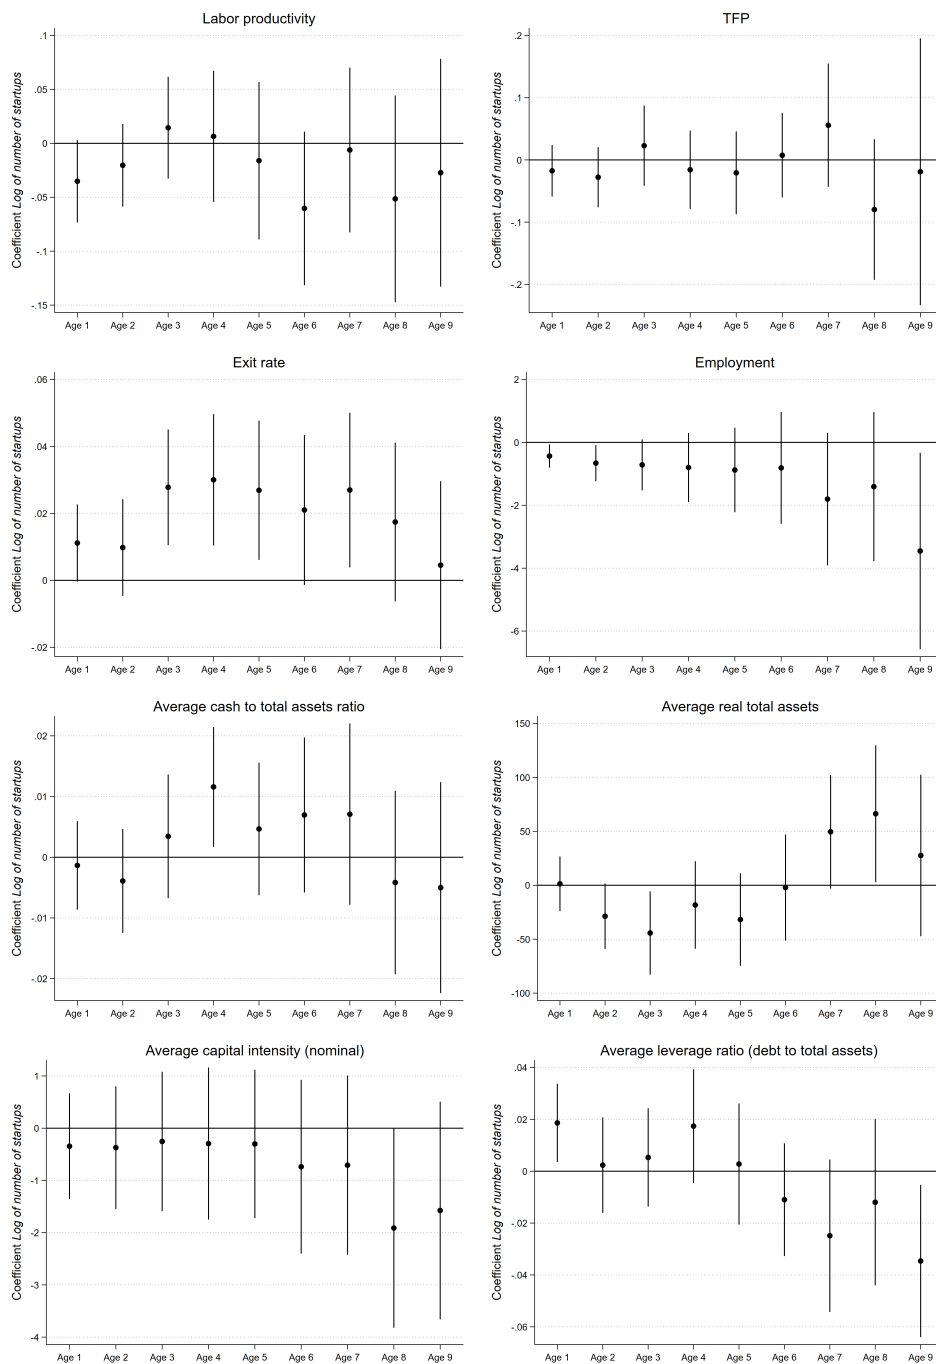 Labor productivity
Coefficient Log of number of startups
.1
.05
0
-.05
-.1
-.15
Age 1 Age 2 Age 3 Age 4 Age 5 Age 6 Age 7 Age 8 Age 9
TFP
Coefficient Log of number of startups
.2
.1
0
-.1
-.2
Age 1 Age 2 Age 3 Age 4 Age 5 Age 6 Age 7 Age 8 Age 9
Exit rate
Coefficient Log of number of startups
.06
.04
.02
0
-.02
Age 1 Age 2 Age 3 Age 4 Age 5 Age 6 Age 7 Age 8 Age 9
Employment
Coefficient Log of number of startups
2
0
-2
-4
-6
Age 1 Age 2 Age 3 Age 4 Age 5 Age 6 Age 7 Age 8 Age 9
Average cash to total assets ratio
Coefficient Log of number of startups
.02
.01
0
-.01
-.02
Age 1 Age 2 Age 3 Age 4 Age 5 Age 6 Age 7 Age 8 Age 9
Average real total assets
Coefficient Log of number of startups
150
100
50
0
-50
-100
Age 1 Age 2 Age 3 Age 4 Age 5 Age 6 Age 7 Age 8 Age 9
Average capital intensity (nominal)
Coefficient Log of number of startups
1
0
-1
-2
-3
-4
Age 1 Age 2 Age 3 Age 4 Age 5 Age 6 Age 7 Age 8 Age 9
Average leverage ratio (debt to total assets)
Coefficient Log of number of startups
.04
.02
0
-.02
-.04
-.06
Age 1 Age 2 Age 3 Age 4 Age 5 Age 6 Age 7 Age 8 Age 9